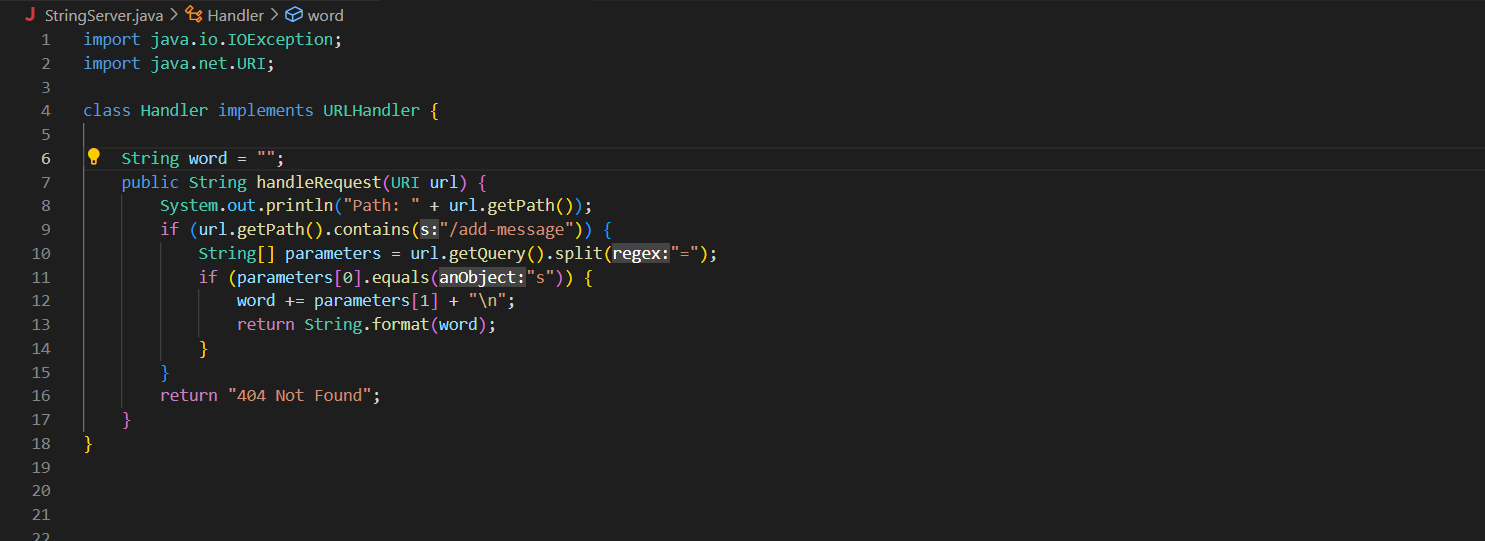 J StringServer.java > Handler > word
1 import java.io.IOException;
2 import java.net.URI;
3
4 class Handler implements URLHandler {
5
6     String word = "";
7     public String handleRequest(URI url) {
8         System.out.println("Path: " + url.getPath());
9         if (url.getPath().contains(s:"/add-message")) {
10             String[] parameters = url.getQuery().split(regex:"=");
11             if (parameters[0].equals(anObject:"s")) {
12                 word += parameters[1] + "\n";
13                 return String.format(word);
14             }
15         }
16         return "404 Not Found";
17     }
18 }
19
20
21
22